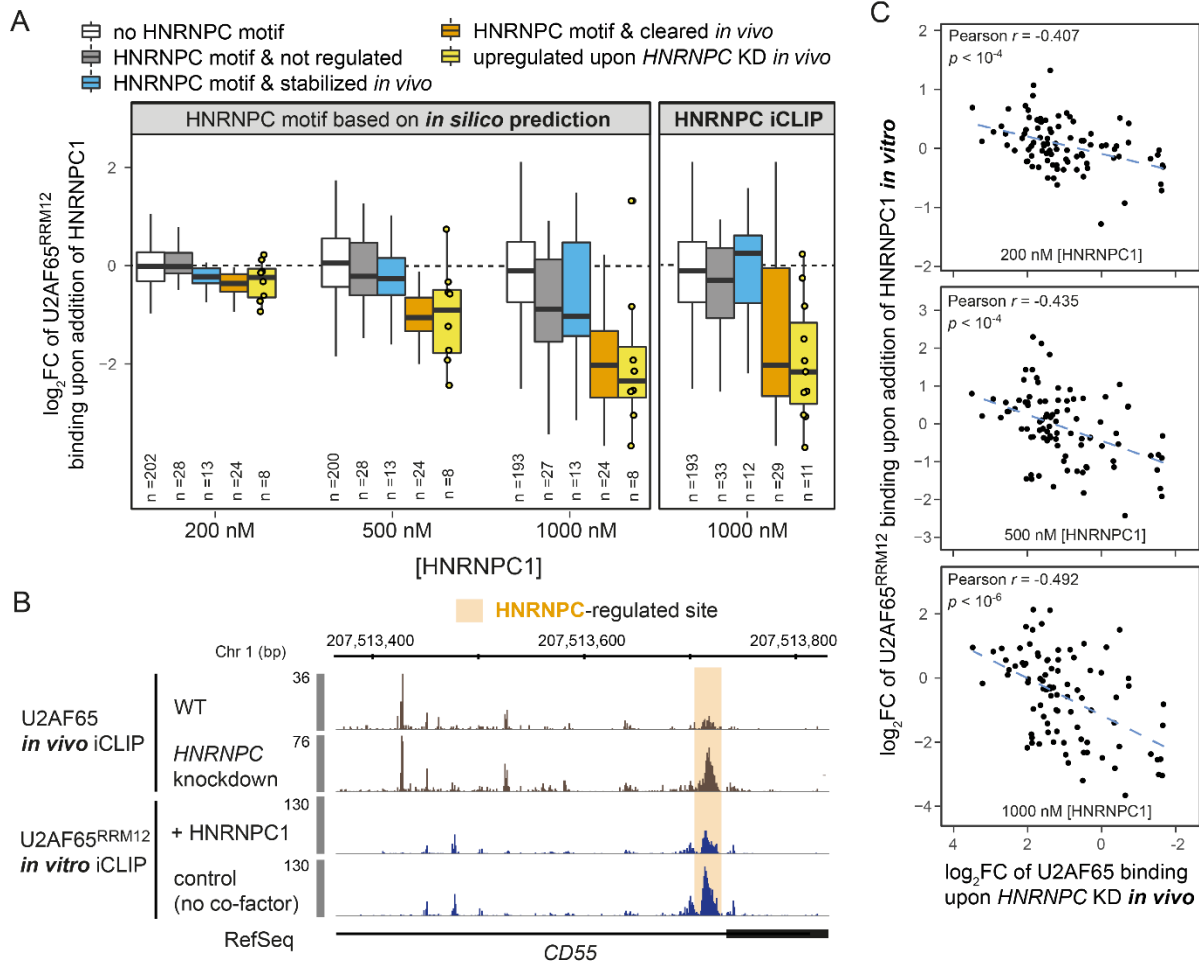 A
no HNRNPC motif
HNRNPC motif & not regulated
HNRNPC motif & stabilized in vivo
HNRNPC motif & cleared in vivo
upregulated upon HNRNPC KD in vivo
HNRNPC motif based on in silico prediction
HNRNPC iCLIP
log2FC of U2AF65RRM12
binding upon addition of HNRNPC1
2
0
−2
n =202
n =28
n =13
n =24
n =8
n =200
n =28
n =13
n =24
n =8
n =193
n =27
n =13
n =24
n =8
n =193
n =33
n =12
n =29
n =11
200 nM
500 nM
1000 nM
1000 nM
[HNRNPC1]
B
HNRNPC-regulated site
Chr 1 (bp)
207,513,400
207,513,600
207,513,800
U2AF65
in vivo iCLIP
WT
36
HNRNPC
knockdown
76
U2AF65RRM12
in vitro iCLIP
+ HNRNPC1
130
control
(no co-factor)
130
RefSeq
CD55
C
log2FC of U2AF65RRM12 binding upon addition of HNRNPC1 in vitro
Pearson r = -0.407
p < 10-4
2
1
0
−1
−2
200 nM [HNRNPC1]
Pearson r = -0.435
p < 10-4
3
2
1
0
−1
−2
−3
500 nM [HNRNPC1]
Pearson r = -0.492
p < 10-6
2
0
−2
−4
1000 nM [HNRNPC1]
4
2
0
-2
log2FC of U2AF65 binding
upon HNRNPC KD in vivo